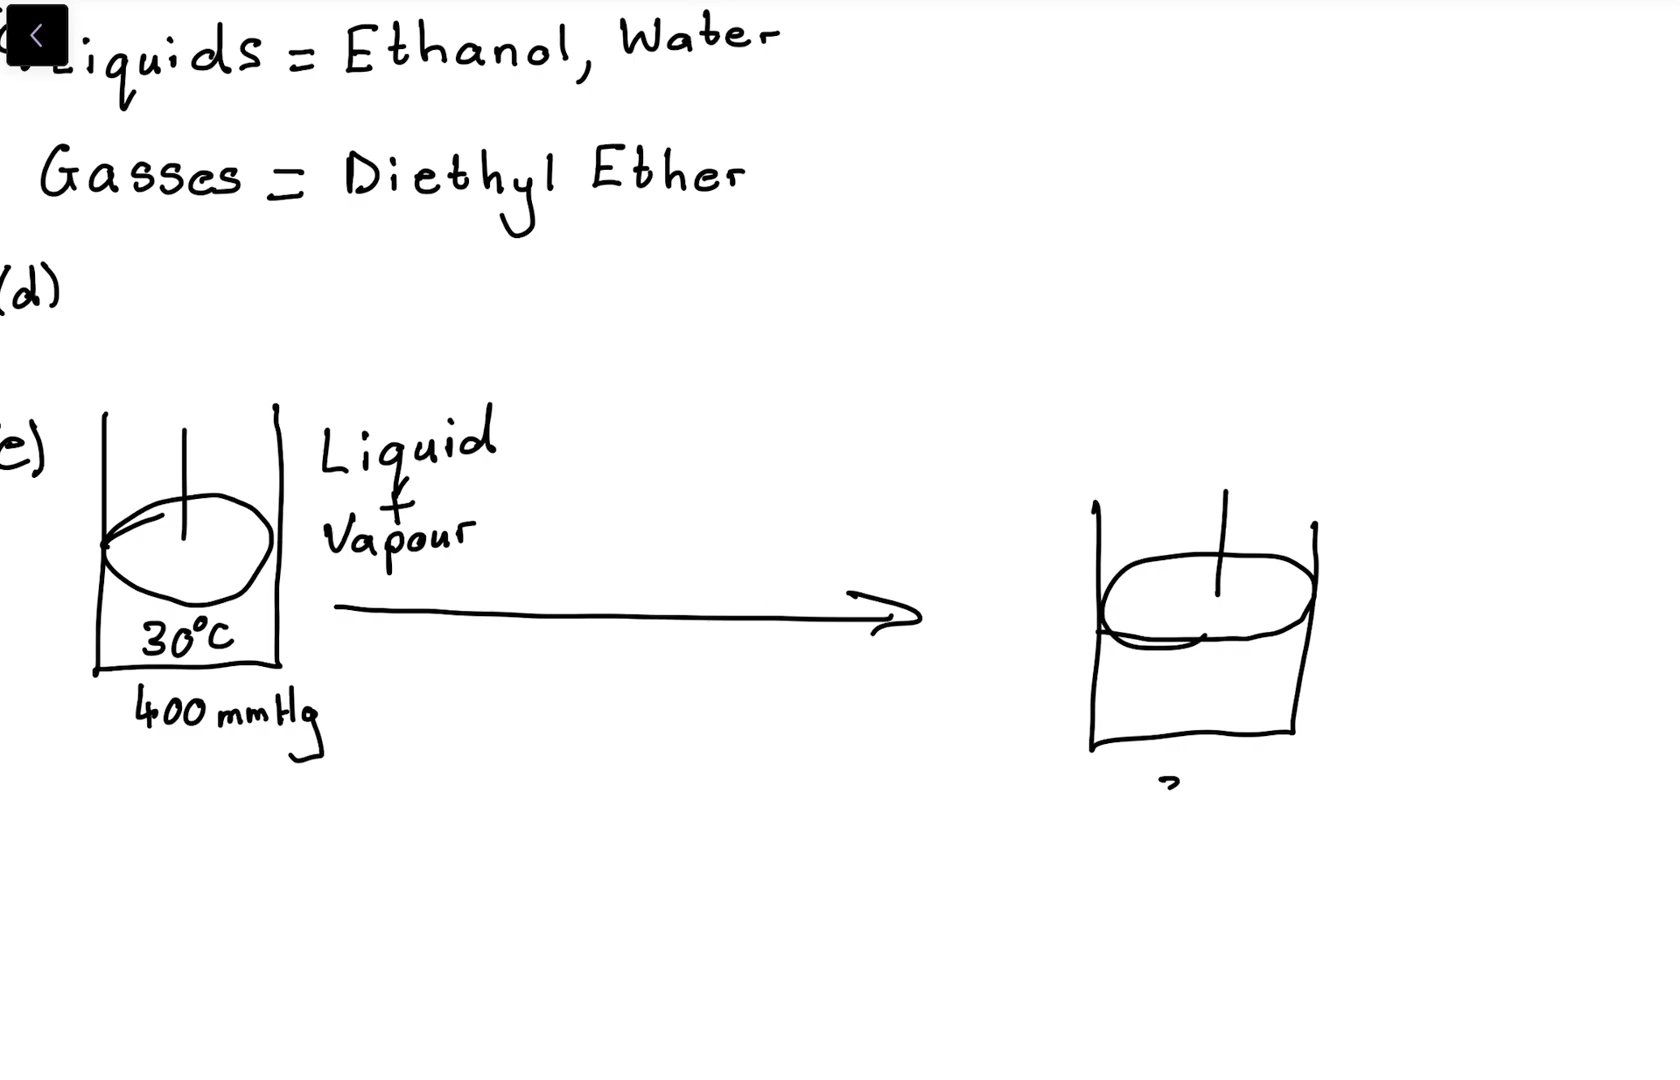 Liquids = Ethanol, Water
Gasses = Diethyl Ether
(d)
e)
Liquid
+
Vapour
30°C
400 mmHg